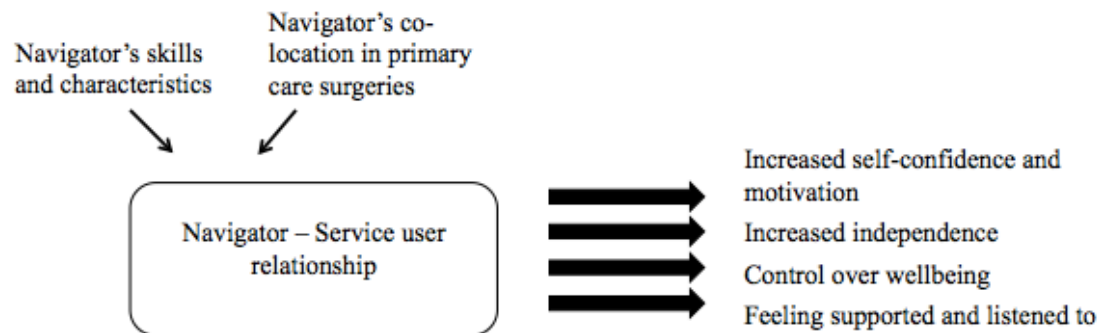 Navigator’s skills
and characteristics
Navigator’s co-
location in primary
care surgeries
Navigator – Service user
relationship
Increased self-confidence and
motivation
Increased independence
Control over wellbeing
Feeling supported and listened to